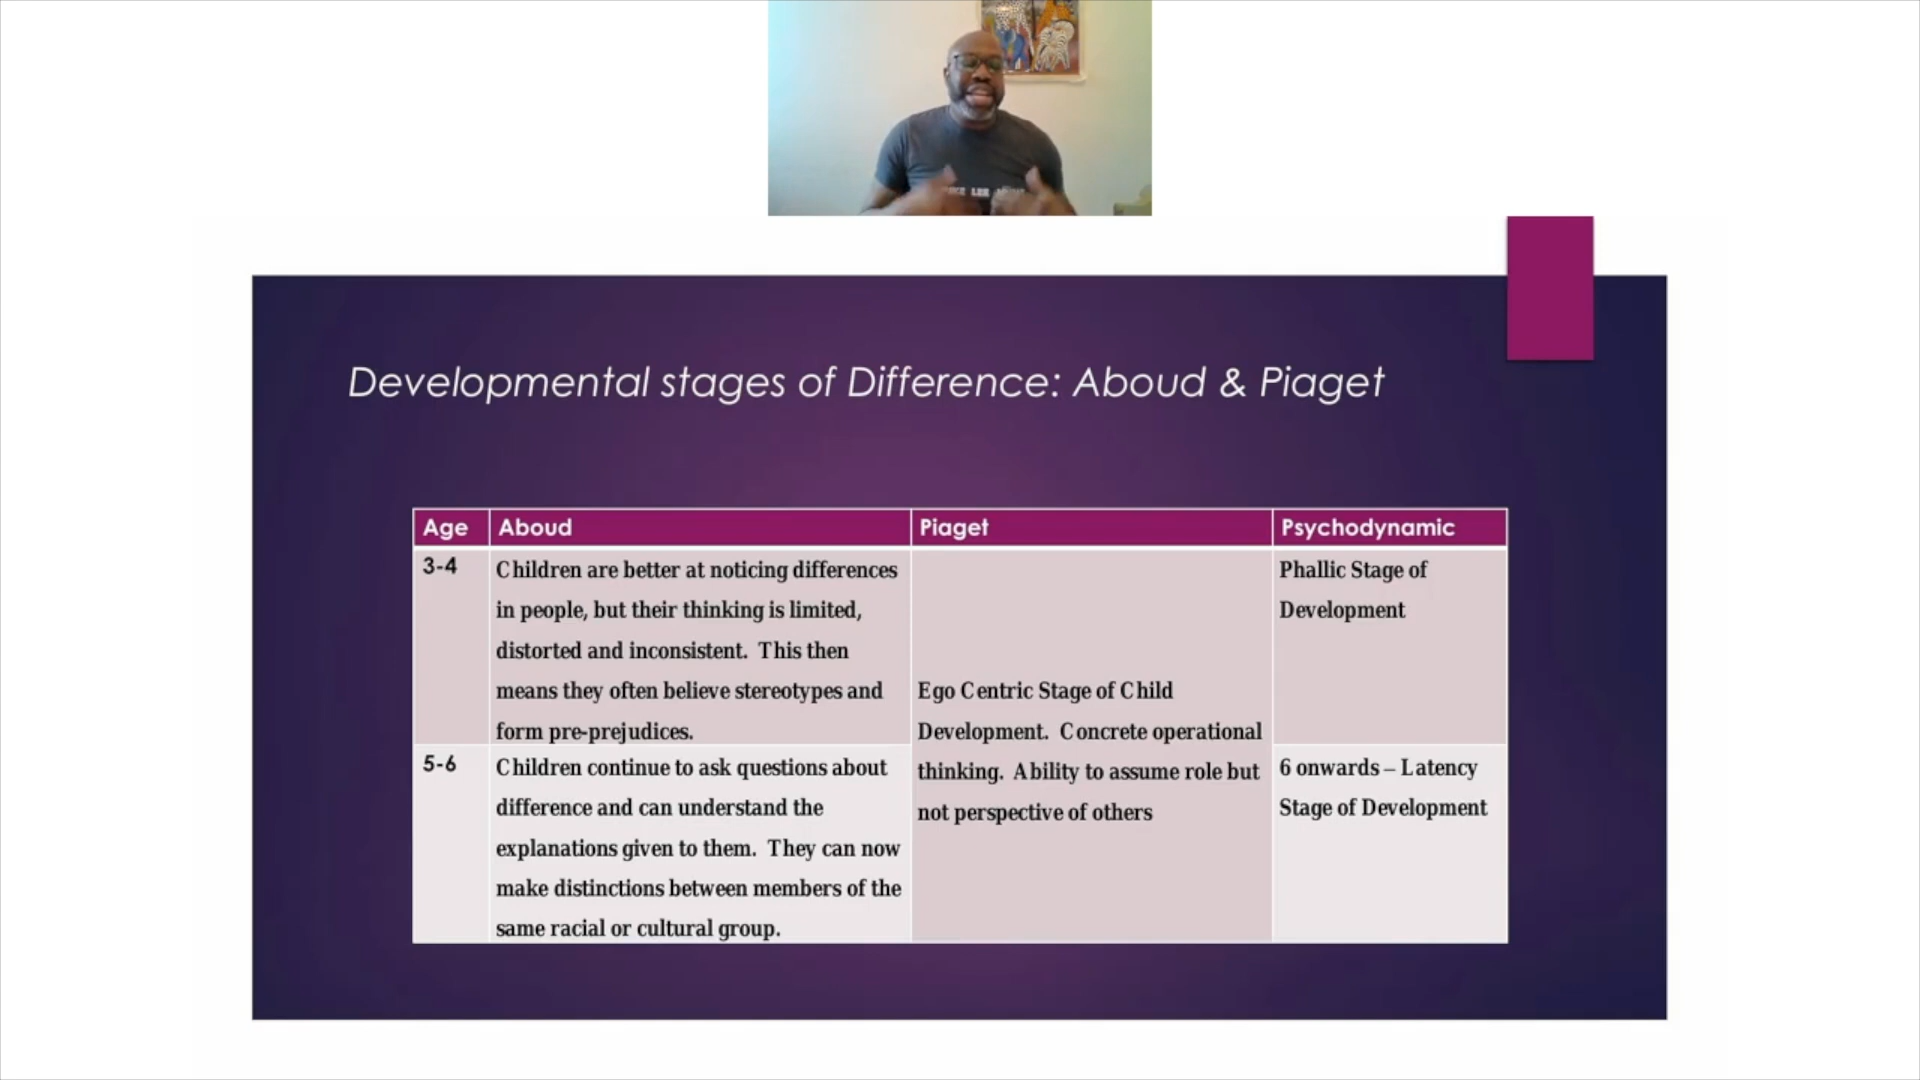 LEE
Developmental stages of Difference: Aboud & Piaget
Age
Aboud
Piaget
Psychodynamic
3-4
Children are better at noticing differences
in people, but their thinking is limited,
distorted and inconsistent.  This then
means they often believe stereotypes and
form pre-prejudices.
Ego Centric Stage of Child
Development.  Concrete operational
thinking.  Ability to assume role but
not perspective of others
Phallic Stage of
Development
5-6
Children continue to ask questions about
difference and can understand the
explanations given to them.  They can now
make distinctions between members of the
same racial or cultural group.
6 onwards – Latency
Stage of Development